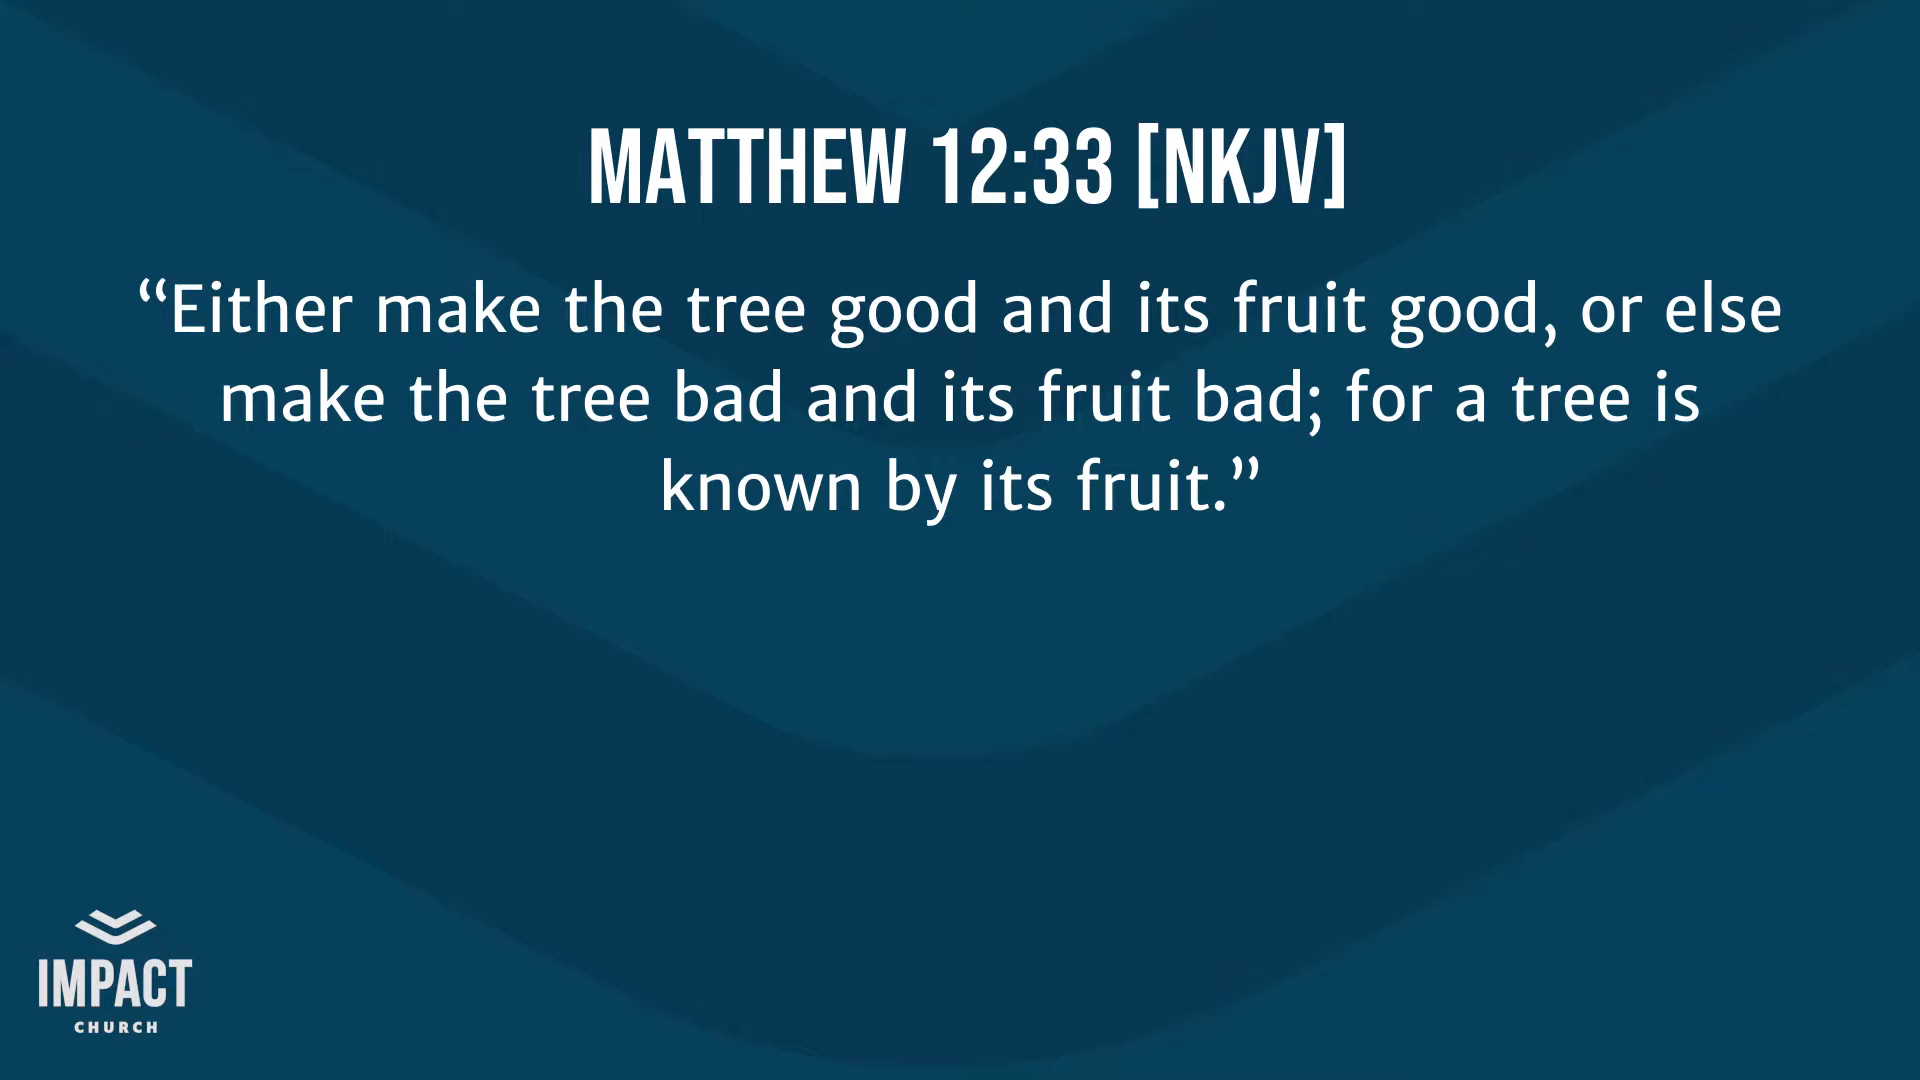 MATTHEW 12:33 [NKJV]
“Either make the tree good and its fruit good, or else
make the tree bad and its fruit bad; for a tree is
known by its fruit.”
IMPACT
CHURCH